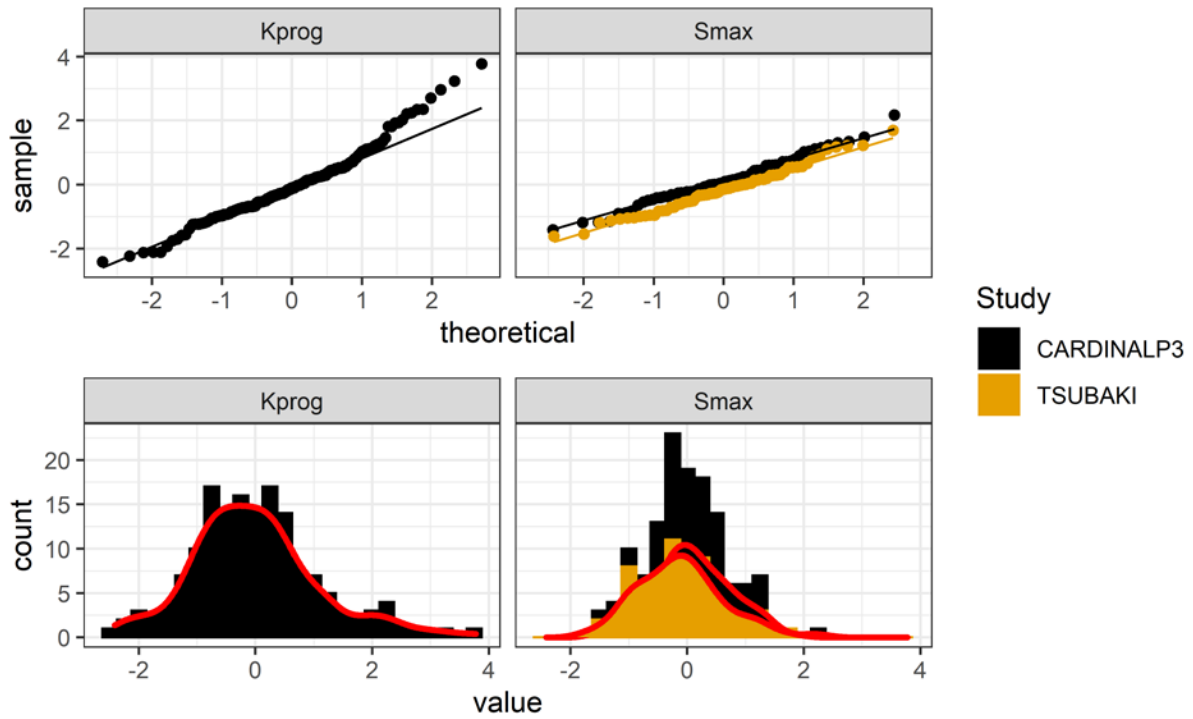 Kprog
Smax
4
2
0
-2
sample
-2 -1 0 1 2
-2 -1 0 1 2
theoretical
Study
CARDINALP3
TSUBAKI
Kprog
Smax
20
15
10
5
0
count
-2 0 2 4
-2 0 2 4
value